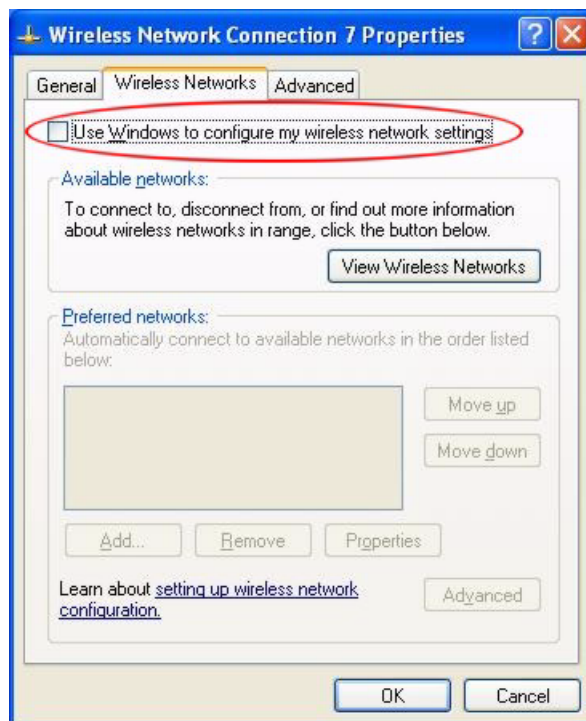 Wireless Network Connection 7 Properties
General
Wireless Networks
Advanced
Use Windows to configure my wireless network settings
Available networks:
To connect to, disconnect from, or find out more information
about wireless networks in range, click the button below.
View Wireless Networks
Preferred networks:
Automatically connect to available networks in the order listed
below:
Move up
Move down
Add...
Remove
Properties
Learn about setting up wireless network
configuration.
Advanced
OK
Cancel